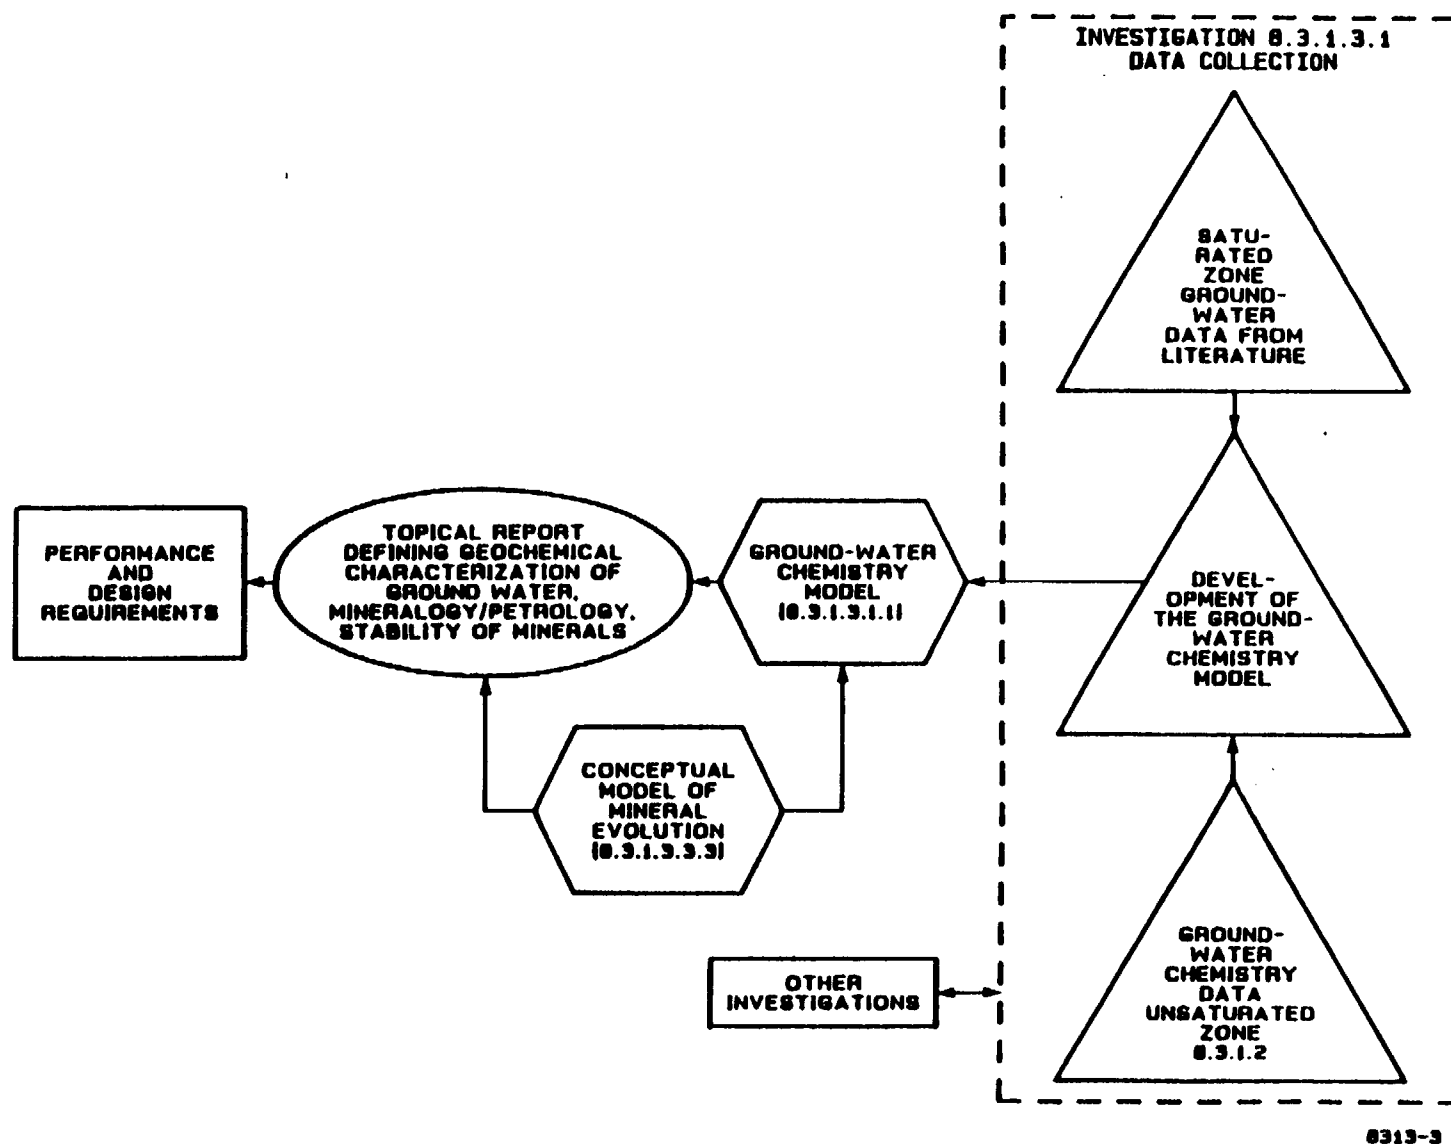 INVESTIGATION 8.3.1.3.1
DATA COLLECTION
SATU-
RATED
ZONE
GROUND-
WATER
DATA FROM
LITERATURE
PERFORMANCE
AND
DESIGN
REQUIREMENTS
TOPICAL REPORT
DEFINING GEOCHEMICAL
CHARACTERIZATION OF
GROUND WATER,
MINERALOGY/PETROLOGY,
STABILITY OF MINERALS
GROUND-WATER
CHEMISTRY
MODEL
(8.3.1.3.1.1)
DEVEL-
OPMENT OF
THE GROUND-
WATER
CHEMISTRY
MODEL
CONCEPTUAL
MODEL OF
MINERAL
EVOLUTION
(8.3.1.3.3.3)
OTHER
INVESTIGATIONS
GROUND-
WATER
CHEMISTRY
DATA
UNSATURATED
ZONE
8.3.1.2
8313-3